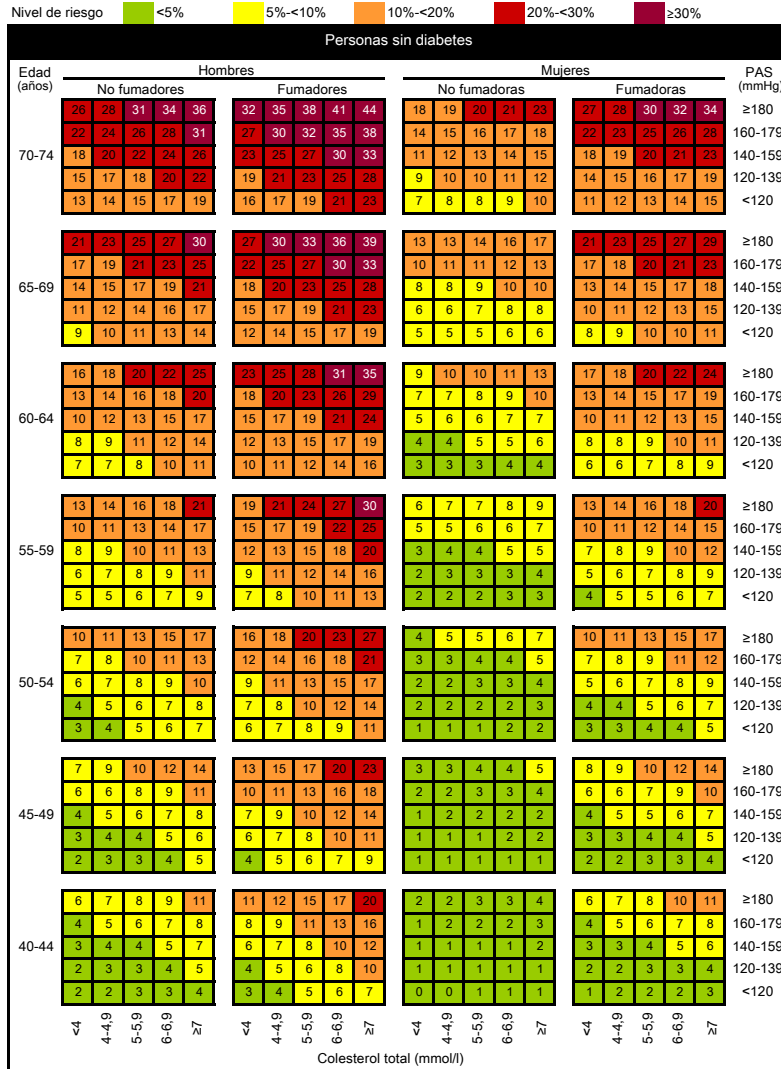 Nivel de riesgo <5% 5%-<10% 10%-<20% 20%-<30% ≥30%
Personas sin diabetes
Edad (años) Hombres Mujeres PAS (mmHg)
No fumadores Fumadores No fumadoras Fumadoras
26 28 31 34 36 32 35 38 41 44 18 19 20 21 23 27 28 30 32 34 ≥180
22 24 26 28 31 27 30 32 35 38 14 15 16 17 18 22 23 25 26 28 160-179
70-74 18 20 22 24 26 23 25 27 30 33 11 12 13 14 15 18 19 20 21 23 140-159
15 17 18 20 22 19 21 23 25 28 9 10 10 11 12 14 15 16 17 19 120-139
13 14 15 17 19 16 17 19 21 23 7 8 8 9 10 11 12 13 14 15 <120
21 23 25 27 30 27 30 33 36 39 13 13 14 16 17 21 23 25 27 29 ≥180
17 19 21 23 25 22 25 27 30 33 10 11 11 12 13 17 18 20 21 23 160-179
65-69 14 15 17 19 21 18 20 23 25 28 8 8 9 10 10 13 14 15 17 18 140-159
11 12 14 16 17 15 17 19 21 23 6 6 7 8 8 10 11 12 13 15 120-139
9 10 11 13 14 12 14 15 17 19 5 5 5 6 6 8 9 10 10 11 <120
16 18 20 22 25 23 25 28 31 35 9 10 10 11 13 17 18 20 22 24 ≥180
13 14 16 18 20 18 20 23 26 29 7 7 8 9 10 13 14 15 17 19 160-179
60-64 10 12 13 15 17 15 17 19 21 24 5 6 6 7 7 10 11 12 13 15 140-159
8 9 11 12 14 12 13 15 17 19 4 4 5 5 6 8 8 9 10 11 120-139
7 7 8 10 11 10 11 12 14 16 3 3 3 4 4 6 6 7 8 9 <120
13 14 16 18 21 19 21 24 27 30 6 7 7 8 9 13 14 16 18 20 ≥180
10 11 13 14 17 15 17 19 22 25 5 5 6 6 7 10 11 12 14 15 160-179
55-59 8 9 10 11 13 12 13 15 18 20 3 4 4 5 5 7 8 9 10 12 140-159
6 7 8 9 11 9 11 12 14 16 2 3 3 3 4 5 6 7 8 9 120-139
5 5 6 7 9 7 8 10 11 13 2 2 2 3 3 4 5 5 6 7 <120
10 11 13 15 17 16 18 20 23 27 4 5 5 6 7 10 11 13 15 17 ≥180
7 8 10 11 13 12 14 16 18 21 3 3 4 4 5 7 8 9 11 12 160-179
50-54 6 7 8 9 10 9 11 13 15 17 2 2 3 3 4 5 6 7 8 9 140-159
4 5 6 7 8 7 8 10 12 14 2 2 2 2 3 4 4 5 6 7 120-139
3 4 5 6 7 6 7 8 9 11 1 1 1 2 2 3 3 4 4 5 <120
7 9 10 12 14 13 15 17 20 23 3 3 4 4 5 8 9 10 12 14 ≥180
6 6 8 9 11 10 11 13 16 18 2 2 3 3 4 6 6 7 9 10 160-179
45-49 4 5 6 7 8 7 9 10 12 14 1 2 2 2 2 4 5 5 6 7 140-159
3 4 4 5 6 6 7 8 10 11 1 1 1 2 2 3 3 4 4 5 120-139
2 3 3 4 5 4 5 6 7 9 1 1 1 1 1 2 2 3 3 4 <120
6 7 8 9 11 11 12 15 17 20 2 2 3 3 4 6 7 8 10 11 ≥180
4 5 6 7 8 8 9 11 13 16 1 2 2 2 3 4 5 6 7 8 160-179
40-44 3 4 4 5 7 6 7 8 10 12 1 1 1 1 2 3 3 4 5 6 140-159
2 3 3 4 5 4 5 6 8 10 1 1 1 1 1 2 2 3 3 4 120-139
2 2 3 3 4 3 4 5 6 7 0 0 1 1 1 1 2 2 2 3 <120
<4 4-4,9 5-5,9 6-6,9 ≥7 <4 4-4,9 5-5,9 6-6,9 ≥7 <4 4-4,9 5-5,9 6-6,9 ≥7 <4 4-4,9 5-5,9 6-6,9 ≥7
Colesterol total (mmol/l)